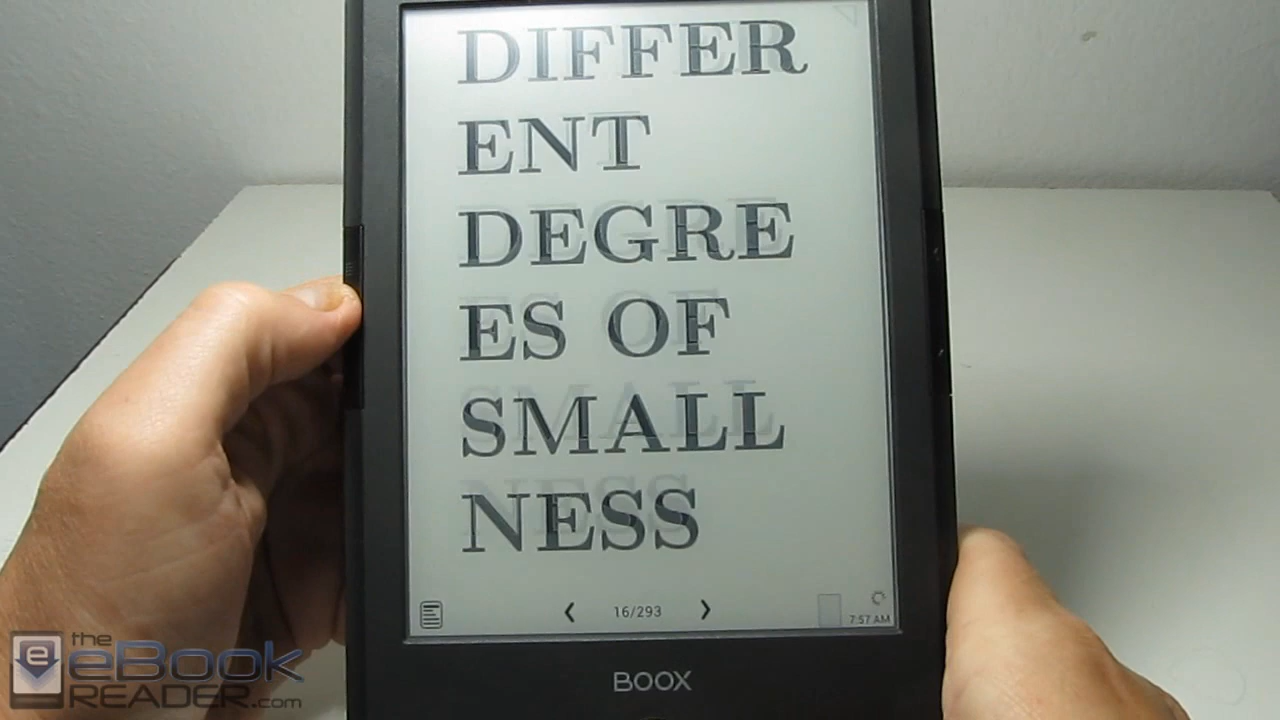 DIFFER
ENT
DEGRE
ES OF
SMALL
NESS
16/293
7:57 AM
BOOX
the
eBook
READER.com